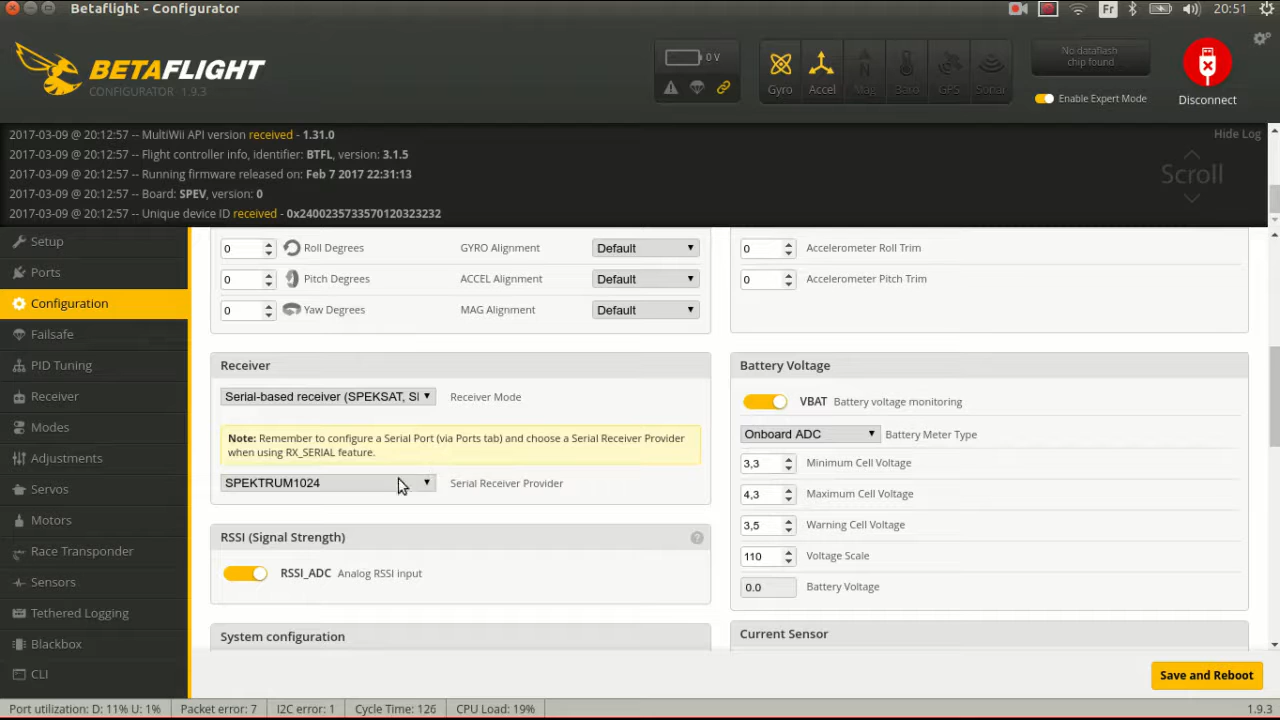 Betaflight - Configurator
Fr
20:51
BETAFLIGHT
CONFIGURATOR 1.9.3
0 V
Gyro
Accel
Mag
Baro
GPS
Sonar
No dataflash
chip found
Enable Expert Mode
Disconnect
2017-03-09 @ 20:12:57 -- MultiWii API version received - 1.31.0
Hide Log
2017-03-09 @ 20:12:57 -- Flight controller info, identifier: BTFL, version: 3.1.5
2017-03-09 @ 20:12:57 -- Running firmware released on: Feb 7 2017 22:31:13
Scroll
2017-03-09 @ 20:12:57 -- Board: SPEV, version: 0
2017-03-09 @ 20:12:57 -- Unique device ID received - 0x2400235733570120323232
Setup
Ports
Configuration
Failsafe
PID Tuning
Receiver
Modes
Adjustments
Servos
Motors
Race Transponder
Sensors
Tethered Logging
Blackbox
CLI
0 Roll Degrees GYRO Alignment Default
0 Pitch Degrees ACCEL Alignment Default
0 Yaw Degrees MAG Alignment Default
0 Accelerometer Roll Trim
0 Accelerometer Pitch Trim
Receiver
Serial-based receiver (SPEKSAT, S Receiver Mode
Note: Remember to configure a Serial Port (via Ports tab) and choose a Serial Receiver Provider
when using RX_SERIAL feature.
SPEKTRUM1024 Serial Receiver Provider
RSSI (Signal Strength)
RSSI_ADC Analog RSSI input
System configuration
Battery Voltage
VBAT Battery voltage monitoring
Onboard ADC Battery Meter Type
3,3 Minimum Cell Voltage
4,3 Maximum Cell Voltage
3,5 Warning Cell Voltage
110 Voltage Scale
0.0 Battery Voltage
Current Sensor
Save and Reboot
Port utilization: D: 11% U: 1% Packet error: 7 I2C error: 1 Cycle Time: 126 CPU Load: 19% 1.9.3